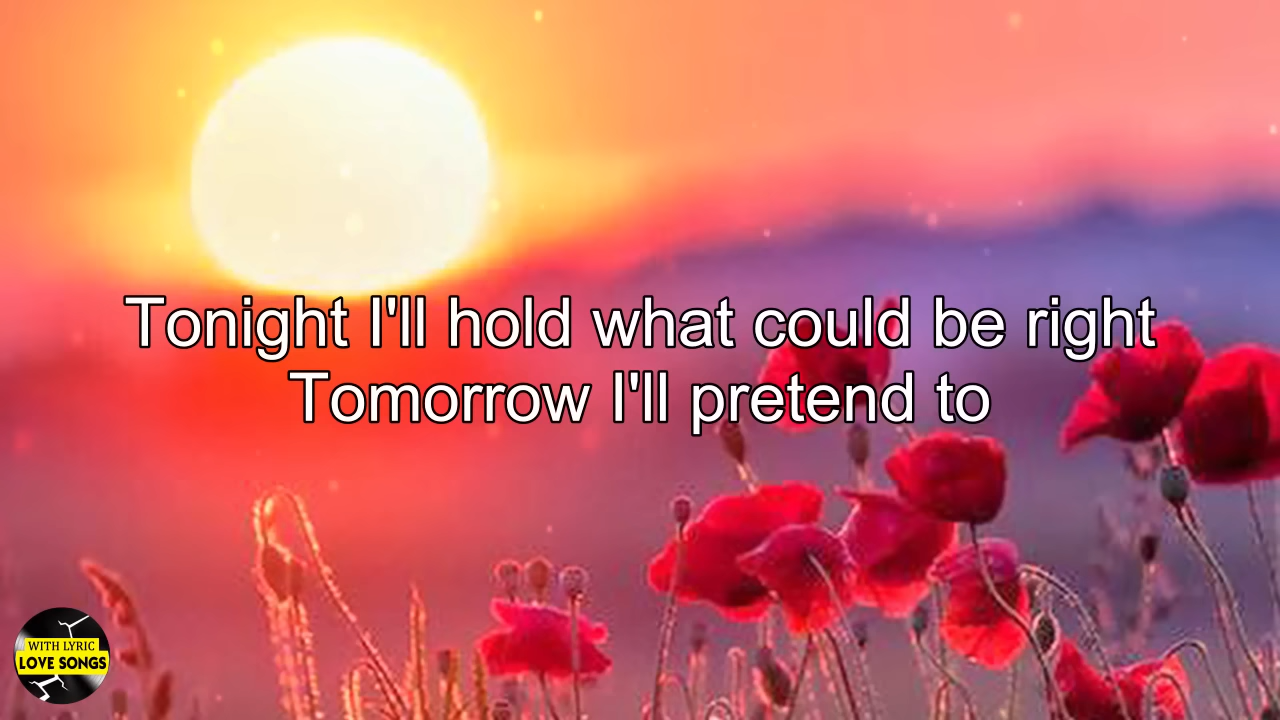 Tonight I'll hold what could be right
Tomorrow I'll pretend to
WITH LYRIC
LOVE SONGS